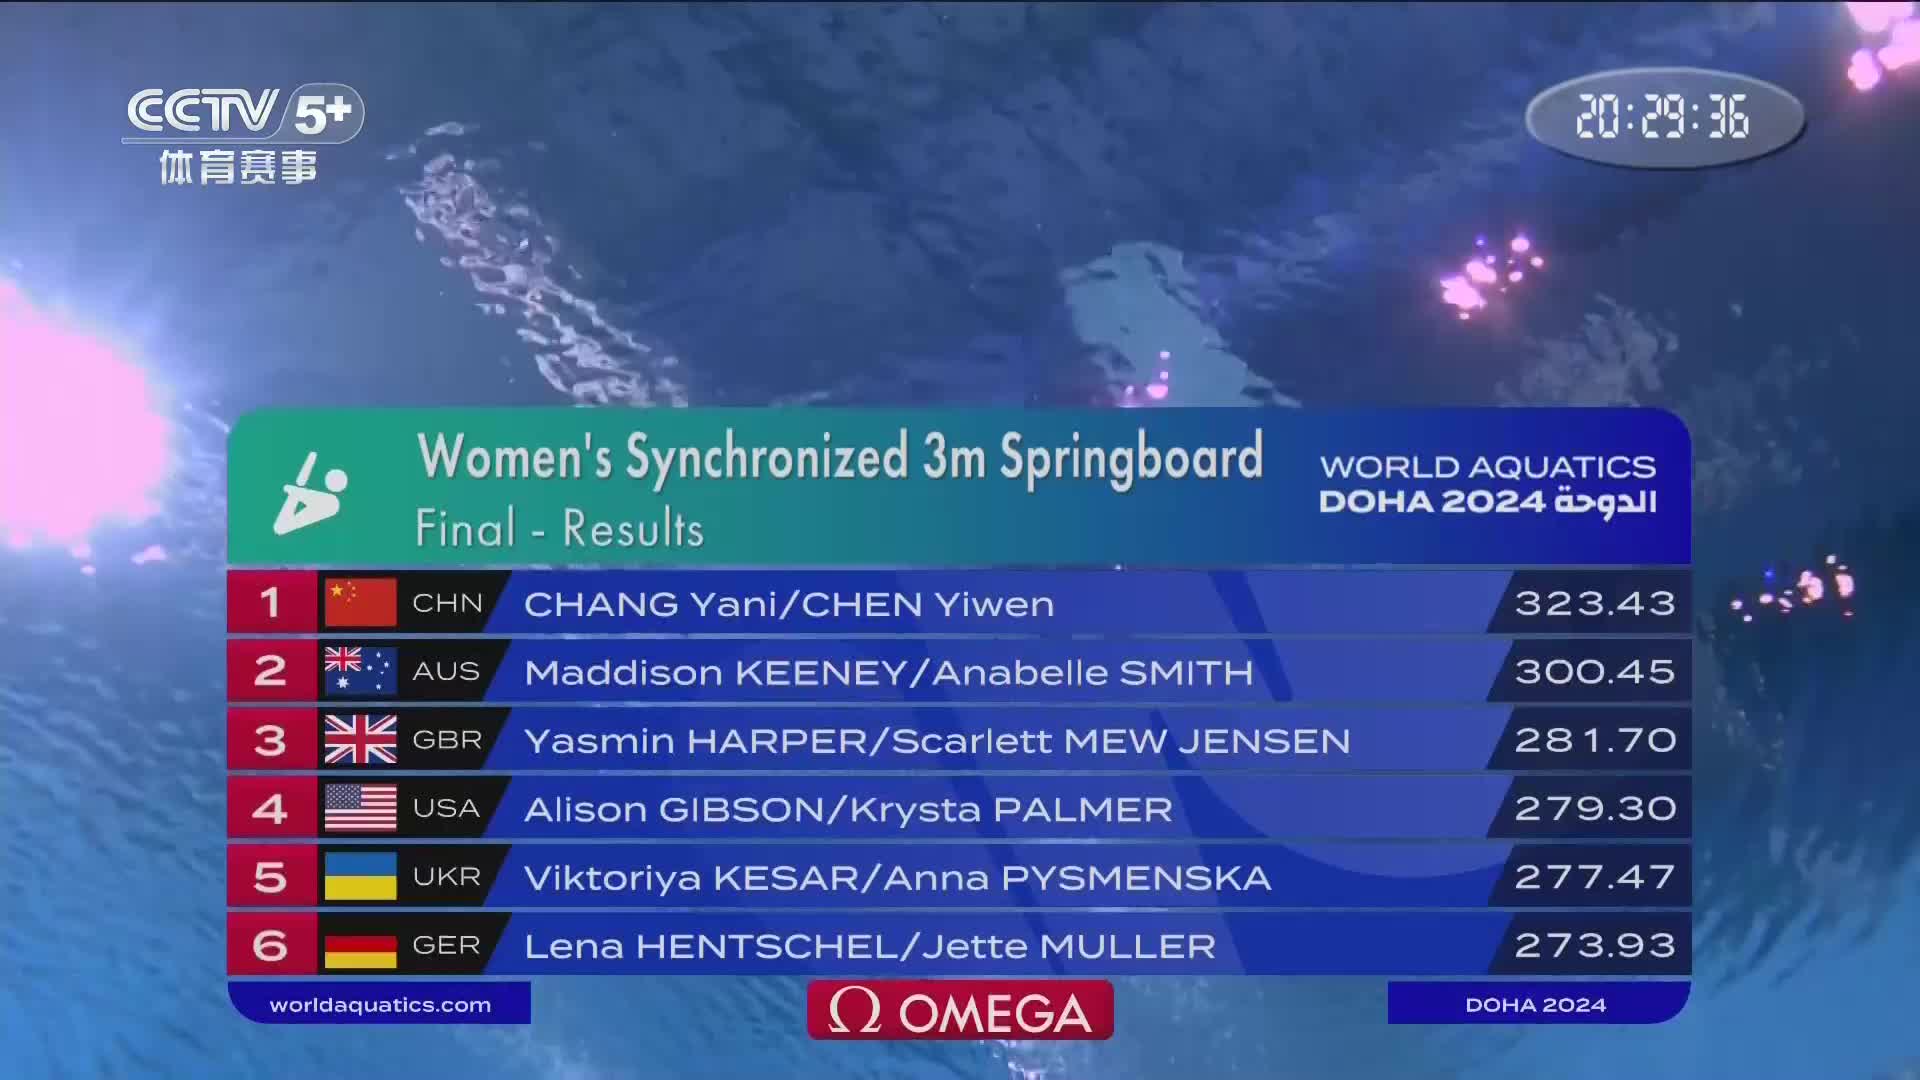 CCTV 5+
体育赛事
20:29:36
Women's Synchronized 3m Springboard
Final - Results
WORLD AQUATICS
DOHA 2024 الدوحة
1 CHN CHANG Yani/CHEN Yiwen 323.43
2 AUS Maddison KEENEY/Anabelle SMITH 300.45
3 GBR Yasmin HARPER/Scarlett MEW JENSEN 281.70
4 USA Alison GIBSON/Krysta PALMER 279.30
5 UKR Viktoriya KESAR/Anna PYSMENSKA 277.47
6 GER Lena HENTSCHEL/Jette MULLER 273.93
worldaquatics.com
Ω OMEGA
DOHA 2024